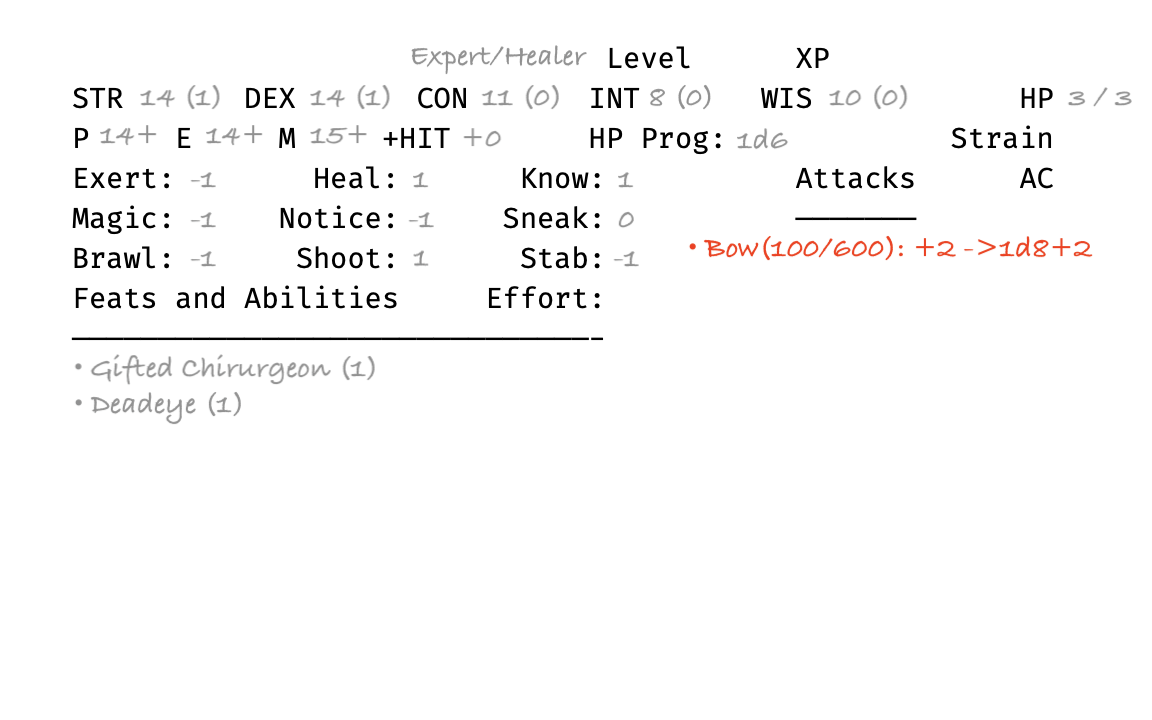 Expert/Healer Level XP
STR 14 (1) DEX 14 (1) CON 11 (0) INT 8 (0) WIS 10 (0) HP 3 / 3
P 14+ E 14+ M 15+ +HIT +0 HP Prog: 1d6 Strain
Exert: -1 Heal: 1 Know: 1 Attacks AC
Magic: -1 Notice: -1 Sneak: 0
• Bow(100/600): +2 ->1d8+2
Brawl: -1 Shoot: 1 Stab: -1
Feats and Abilities Effort:
• Gifted Chirurgeon (1)
• Deadeye (1)